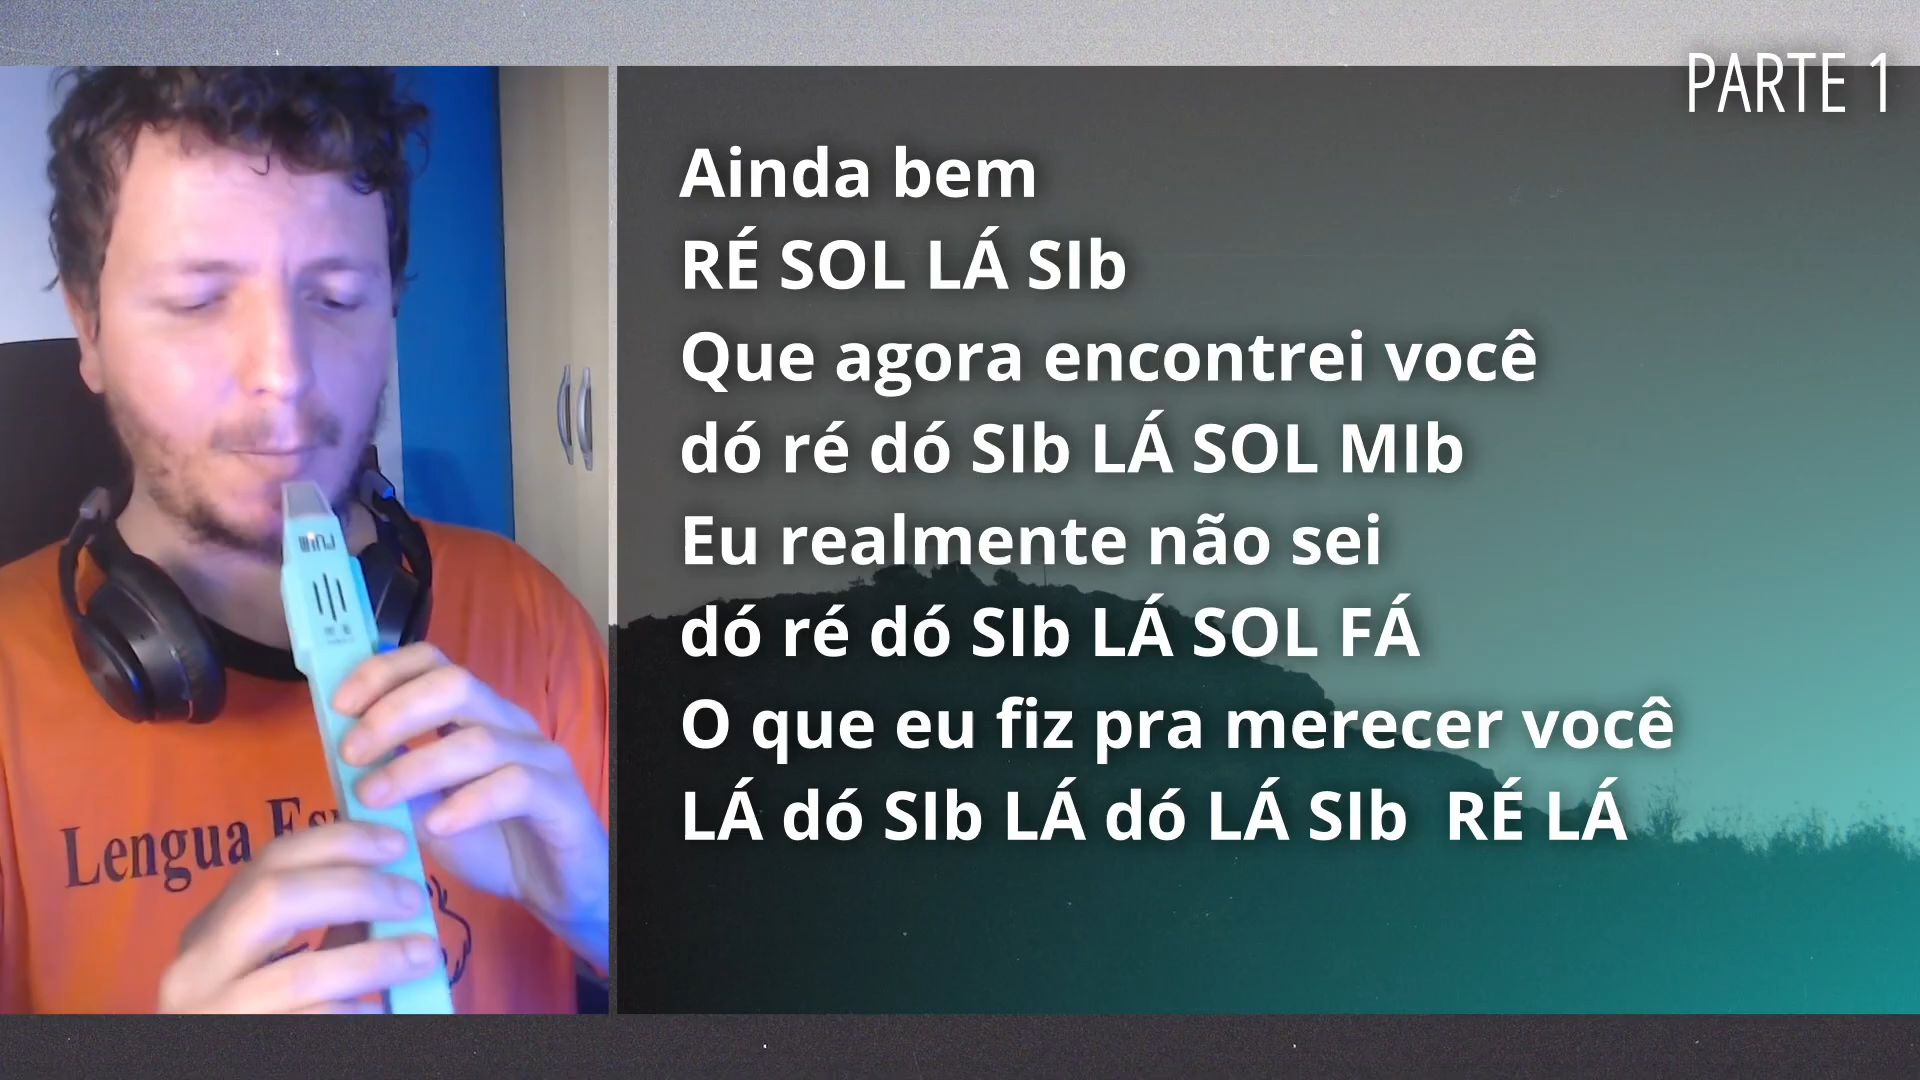 PARTE 1
Ainda bem
RÉ SOL LÁ SIb
Que agora encontrei você
dó ré dó SIb LÁ SOL MIb
Eu realmente não sei
dó ré dó SIb LÁ SOL FÁ
O que eu fiz pra merecer você
LÁ dó SIb LÁ dó LÁ SIb  RÉ LÁ
Lengua